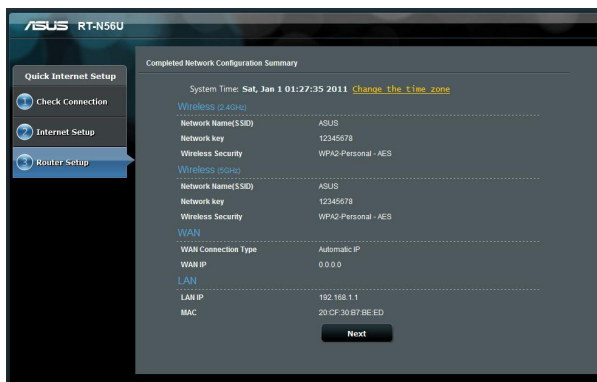 ASUS RT-N56U
Quick Internet Setup
1 Check Connection
2 Internet Setup
3 Router Setup
Completed Network Configuration Summary
System Time: Sat, Jan 1 01:27:35 2011 Change the time zone
Wireless (2.4GHz)
Network Name(SSID) ASUS
Network key 12345678
Wireless Security WPA2-Personal - AES
Wireless (5GHz)
Network Name(SSID) ASUS
Network key 12345678
Wireless Security WPA2-Personal - AES
WAN
WAN Connection Type Automatic IP
WAN IP 0.0.0.0
LAN
LAN IP 192.168.1.1
MAC 20:CF:30:B7:BE:ED
Next